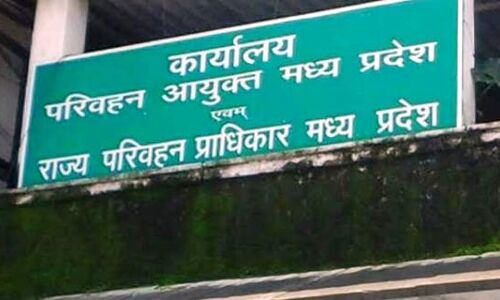 कार्यालय
परिवहन आयुक्त मध्य प्रदेश
एवम्
राज्य परिवहन प्राधिकार मध्य प्रदेश